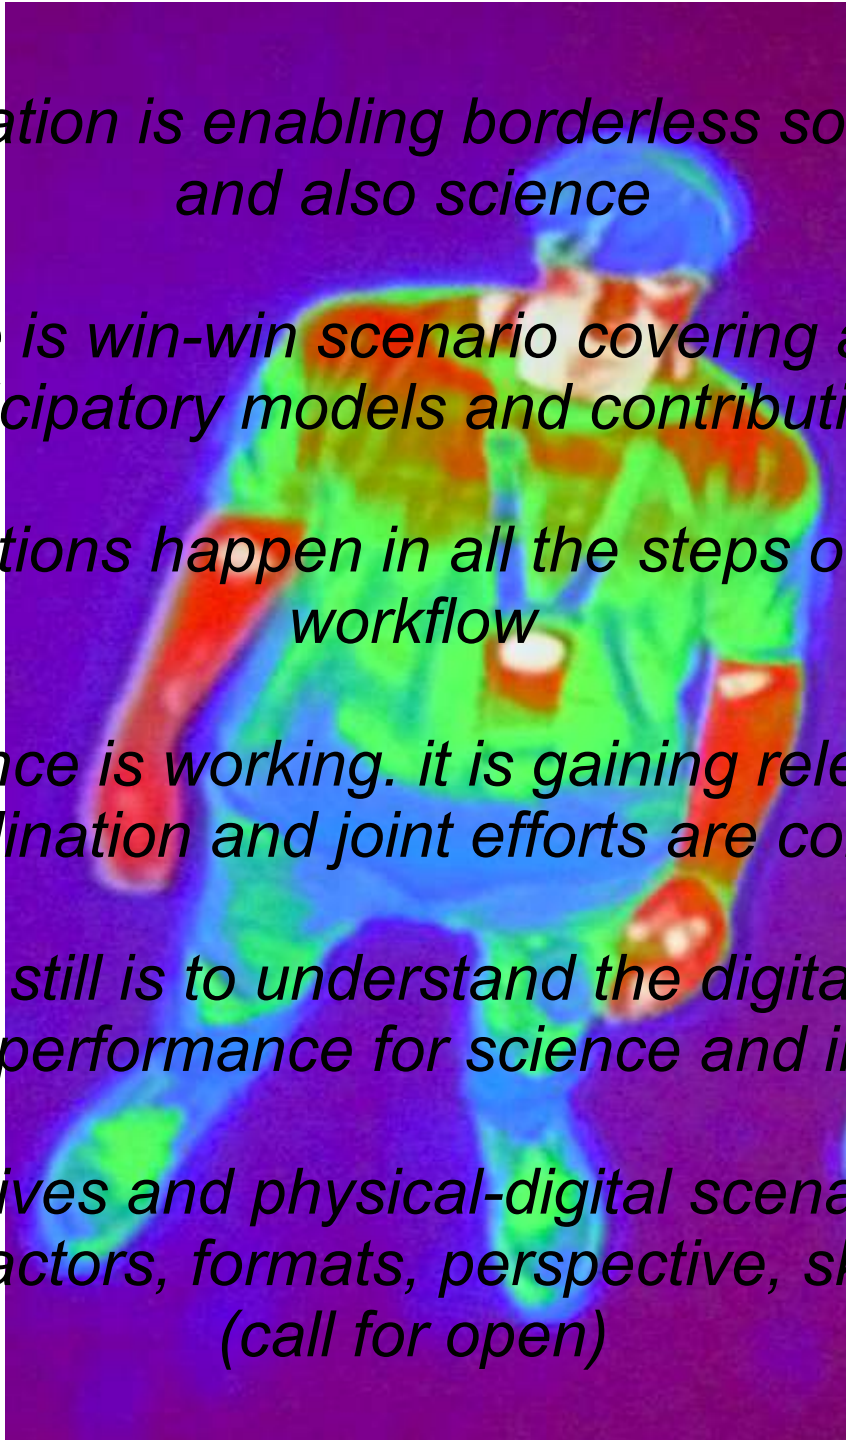 ation is enabling borderless so
and also science
is win-win scenario covering a
cipatory models and contributi
tions happen in all the steps o
workflow
nce is working. it is gaining rele
lination and joint efforts are co
still is to understand the digita
performance for science and i
ives and physical-digital scena
actors, formats, perspective, sk
(call for open)